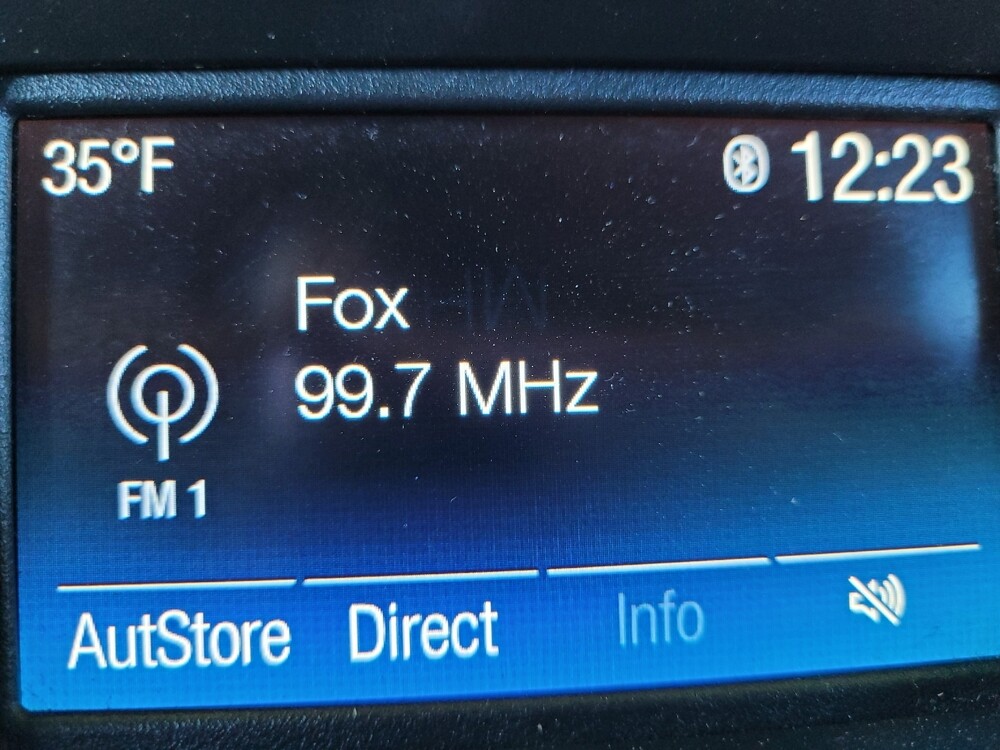 35°F 12:23
Fox
99.7 MHz
FM 1
AutStore Direct Info